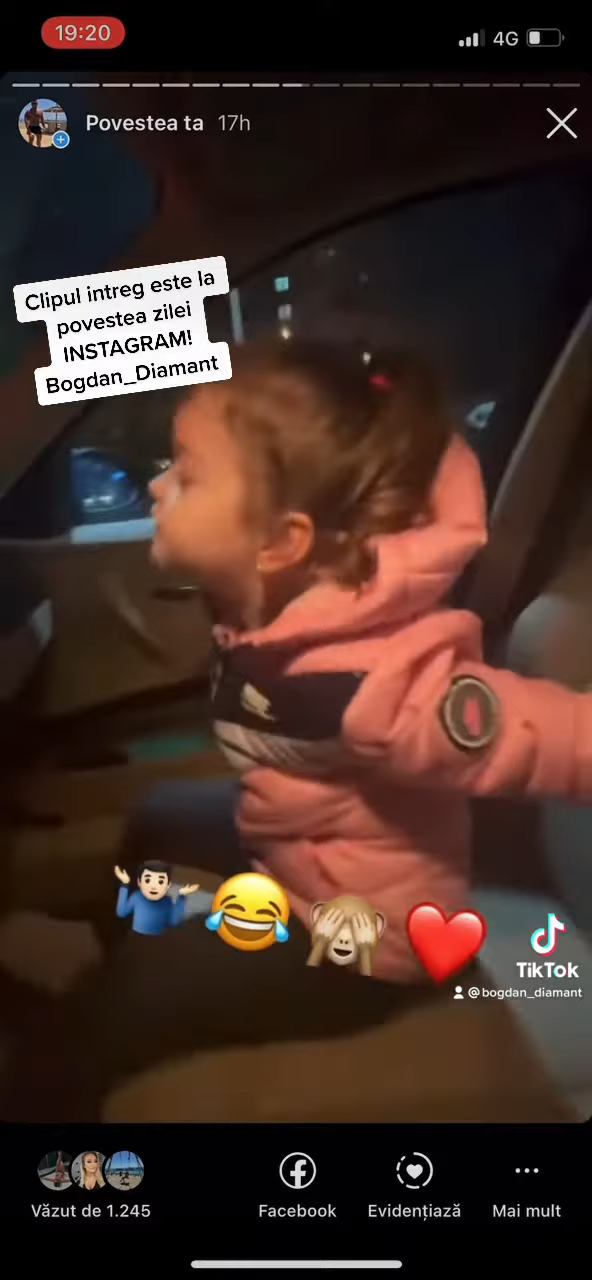 19:20
4G
Povestea ta 17h
Clipul intreg este la
povestea zilei
INSTAGRAM!
Bogdan_Diamant
TikTok
@bogdan_diamant
Văzut de 1.245
Facebook
Evidențiază
Mai mult